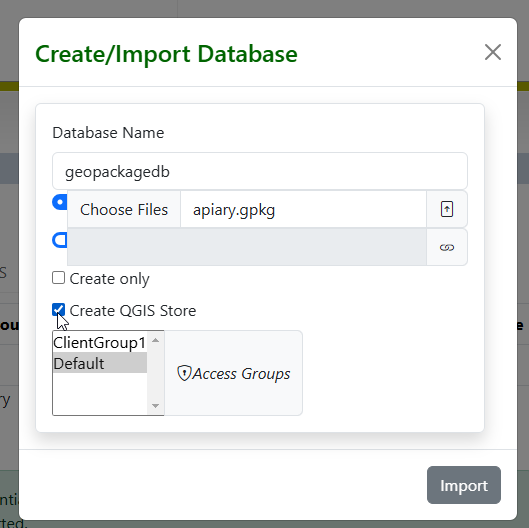 Create/Import Database
Database Name
geopackagedb
Choose Files apiary.gpkg
Create only
Create QGIS Store
ClientGroup1
Default
Access Groups
Import